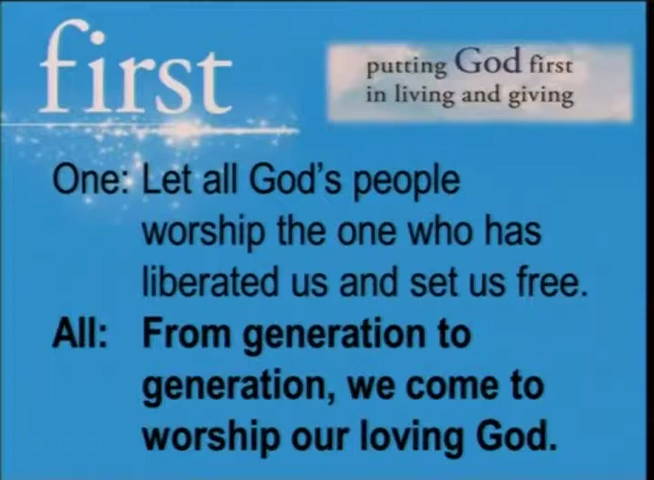 first
putting God first
in living and giving
One: Let all God's people
worship the one who has
liberated us and set us free.
All: From generation to
generation, we come to
worship our loving God.